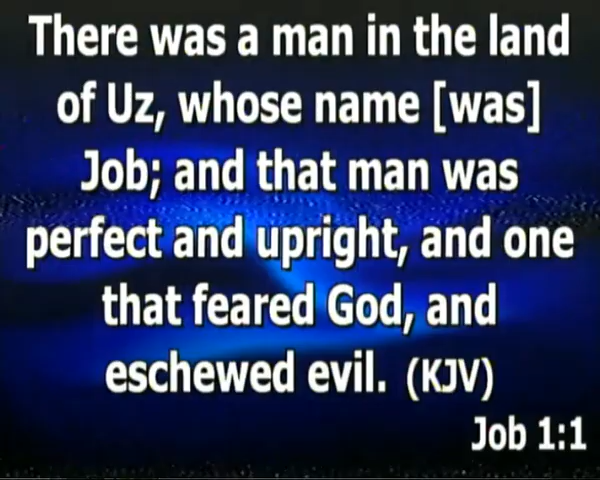 There was a man in the land
of Uz, whose name [was]
Job; and that man was
perfect and upright, and one
that feared God, and
eschewed evil. (KJV)
Job 1:1